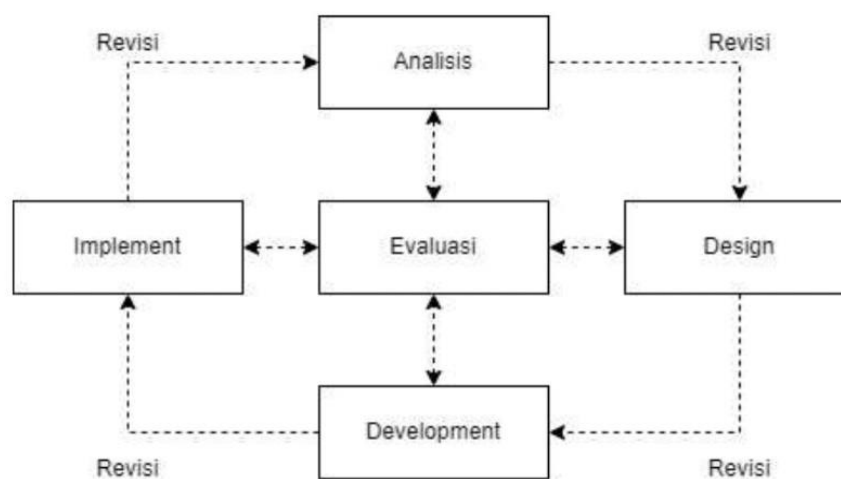 Revisi
Analisis
Revisi
Implement
Evaluasi
Design
Development
Revisi
Revisi